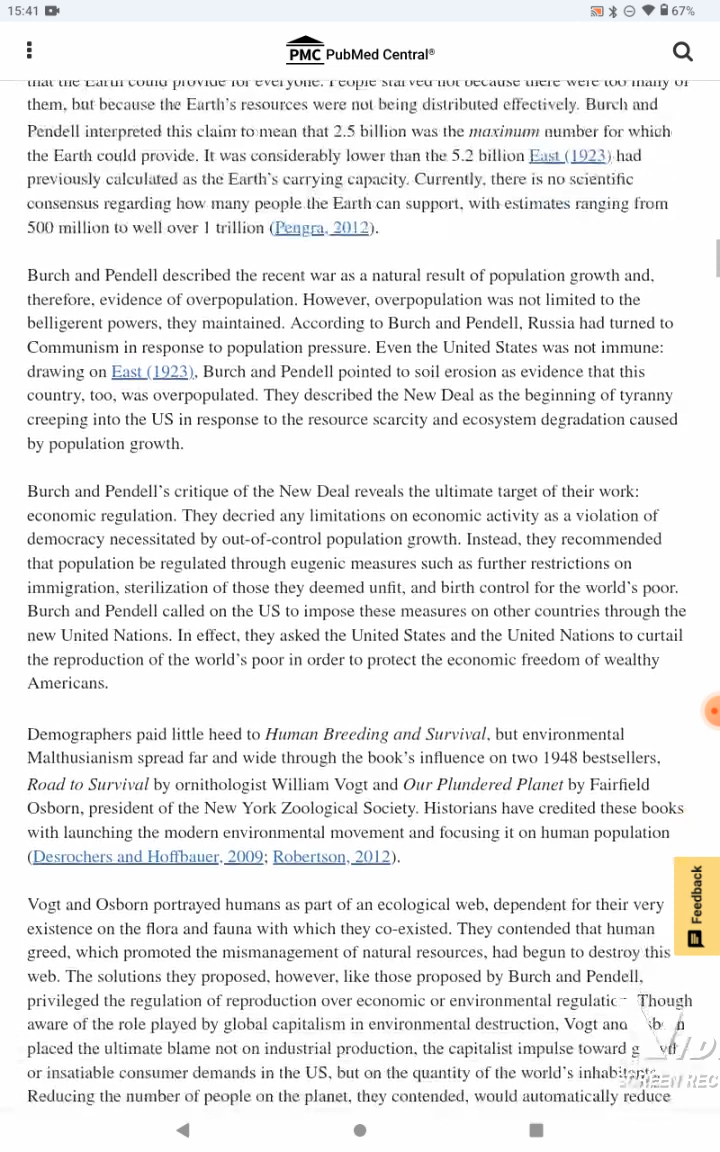 15:41
67%
PMC PubMed Central®
that the Earth could provide for everyone. People starved not because there were too many of
them, but because the Earth’s resources were not being distributed effectively. Burch and
Pendell interpreted this claim to mean that 2.5 billion was the maximum number for which
the Earth could provide. It was considerably lower than the 5.2 billion East (1923) had
previously calculated as the Earth’s carrying capacity. Currently, there is no scientific
consensus regarding how many people the Earth can support, with estimates ranging from
500 million to well over 1 trillion (Pengra, 2012).
Burch and Pendell described the recent war as a natural result of population growth and,
therefore, evidence of overpopulation. However, overpopulation was not limited to the
belligerent powers, they maintained. According to Burch and Pendell, Russia had turned to
Communism in response to population pressure. Even the United States was not immune:
drawing on East (1923), Burch and Pendell pointed to soil erosion as evidence that this
country, too, was overpopulated. They described the New Deal as the beginning of tyranny
creeping into the US in response to the resource scarcity and ecosystem degradation caused
by population growth.
Burch and Pendell’s critique of the New Deal reveals the ultimate target of their work:
economic regulation. They decried any limitations on economic activity as a violation of
democracy necessitated by out-of-control population growth. Instead, they recommended
that population be regulated through eugenic measures such as further restrictions on
immigration, sterilization of those they deemed unfit, and birth control for the world’s poor.
Burch and Pendell called on the US to impose these measures on other countries through the
new United Nations. In effect, they asked the United States and the United Nations to curtail
the reproduction of the world’s poor in order to protect the economic freedom of wealthy
Americans.
Demographers paid little heed to Human Breeding and Survival, but environmental
Malthusianism spread far and wide through the book’s influence on two 1948 bestsellers,
Road to Survival by ornithologist William Vogt and Our Plundered Planet by Fairfield
Osborn, president of the New York Zoological Society. Historians have credited these books
with launching the modern environmental movement and focusing it on human population
(Desrochers and Hoffbauer, 2009; Robertson, 2012).
Feedback
Vogt and Osborn portrayed humans as part of an ecological web, dependent for their very
existence on the flora and fauna with which they co-existed. They contended that human
greed, which promoted the mismanagement of natural resources, had begun to destroy this
web. The solutions they proposed, however, like those proposed by Burch and Pendell,
privileged the regulation of reproduction over economic or environmental Though
aware of the role played by global capitalism in environmental destruction, Vogt and
placed the ultimate blame not on industrial production, the capitalist impulse toward
or insatiable consumer demands in the US, but on the quantity of the world’s
SCREEN REC
Reducing the number of people on the planet, they contended, would automatically reduce